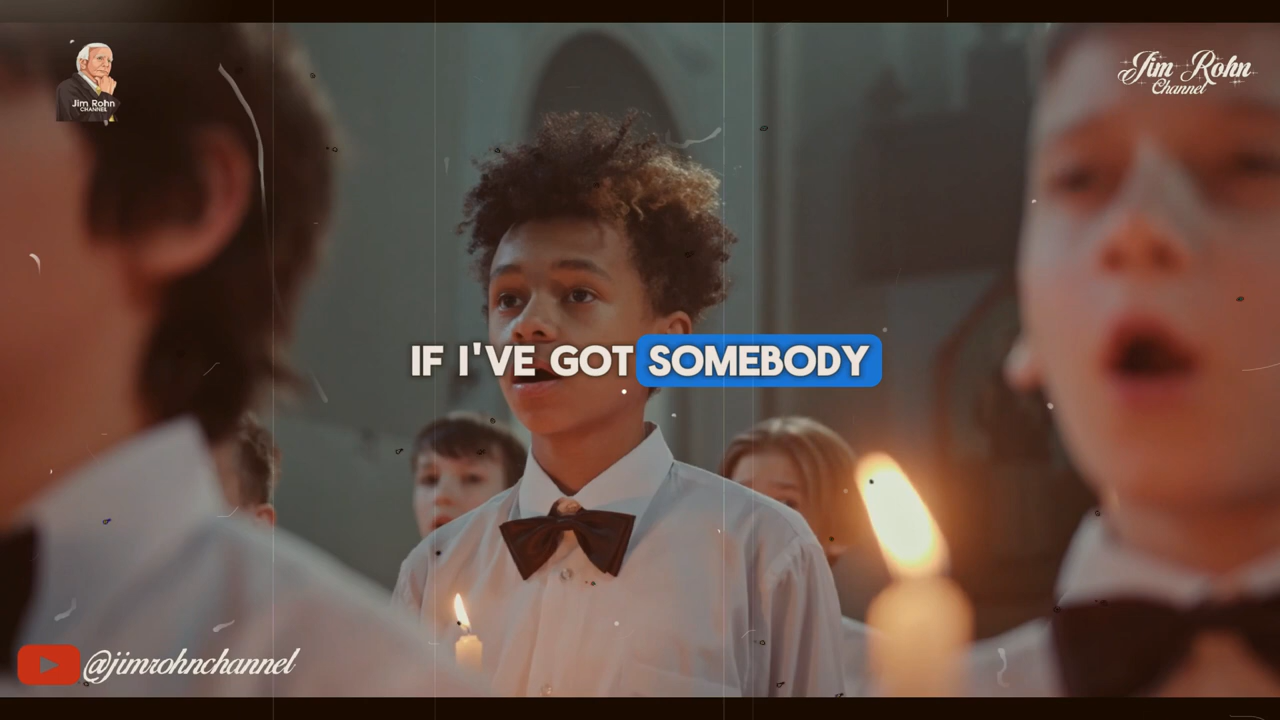 Jim Rohn
CHANNEL
Jim Rohn
Channel
IF I'VE GOT SOMEBODY
@jimrohnchannel